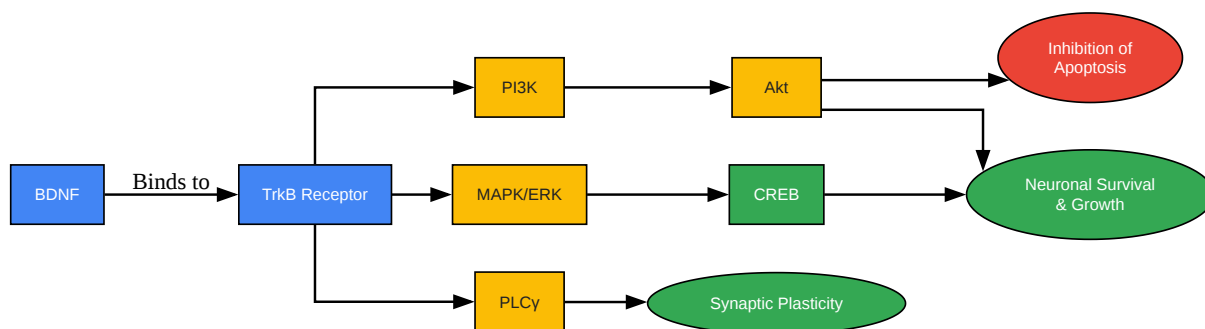 Inhibition of
Apoptosis
PI3K
Akt
BDNF
Binds to
TrkB Receptor
MAPK/ERK
CREB
Neuronal Survival
& Growth
PLCγ
Synaptic Plasticity